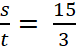 s/t = 15/3